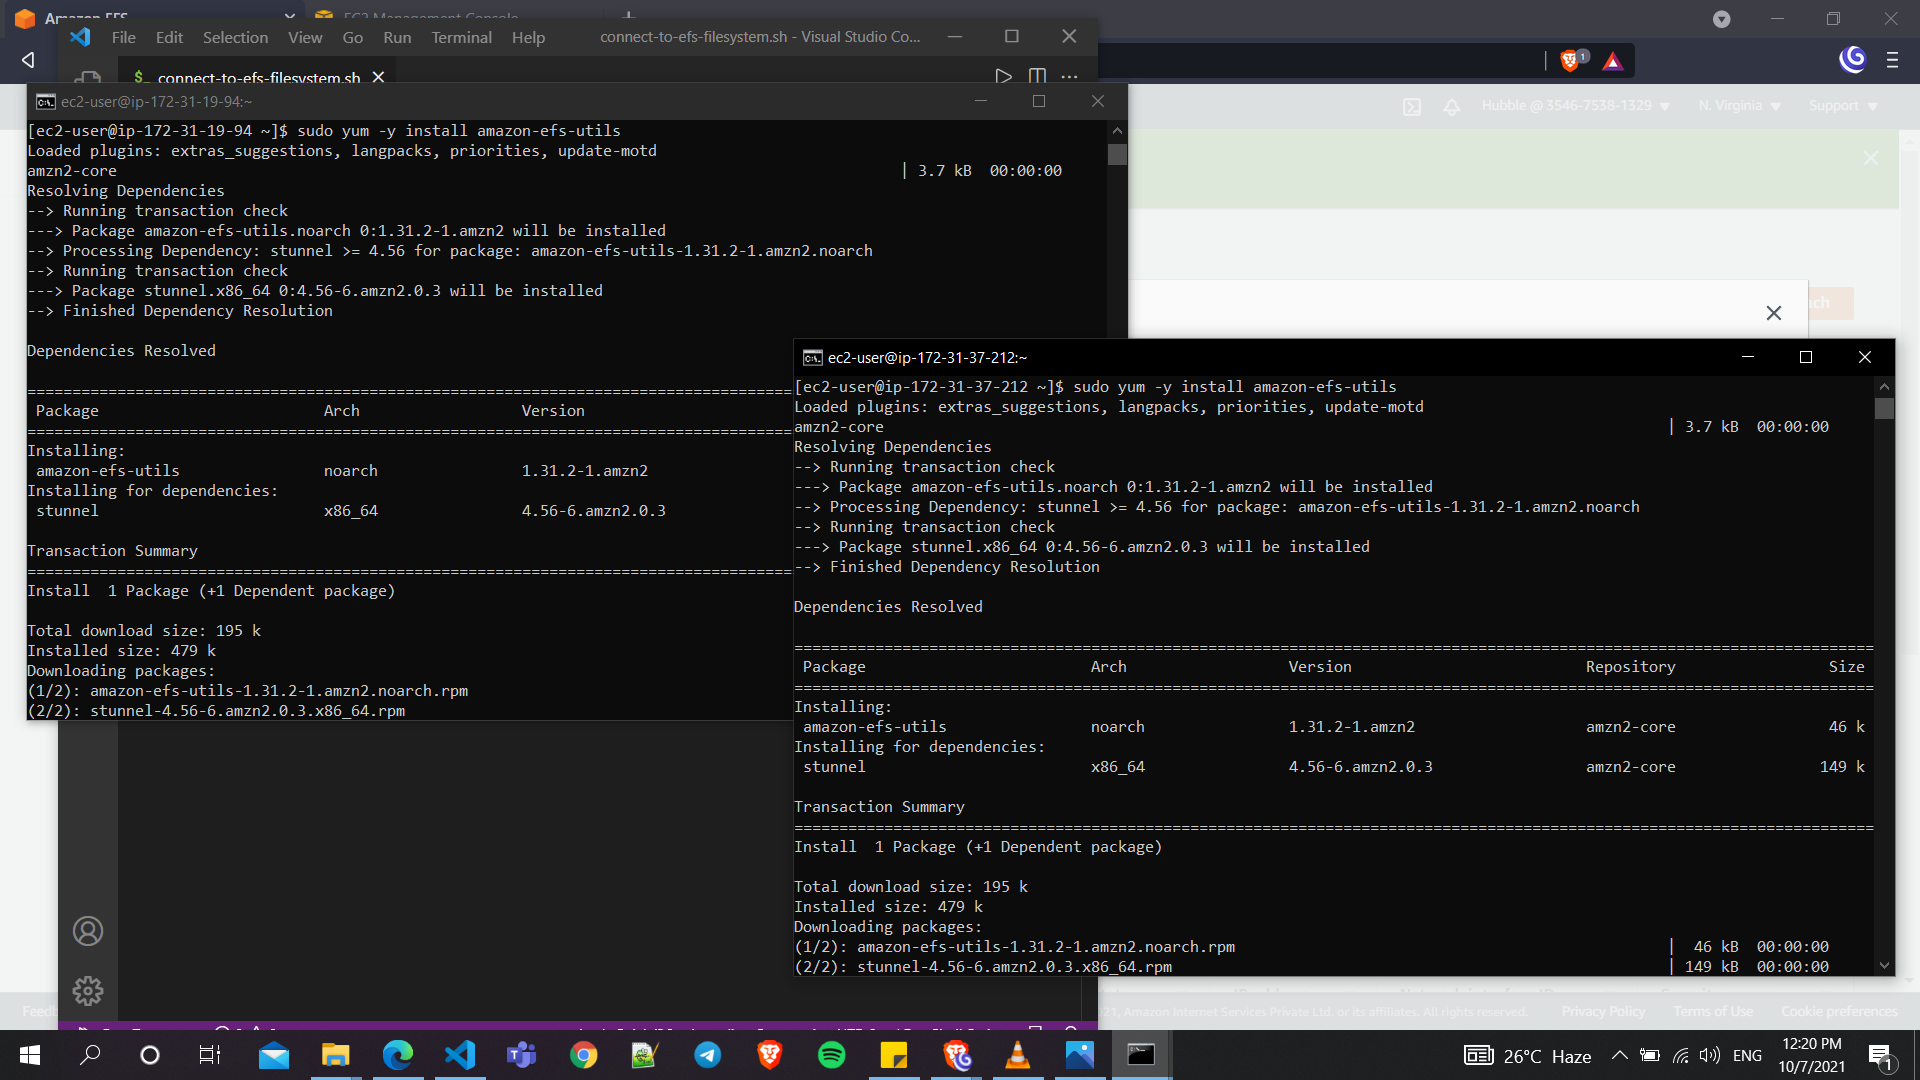 Amazon EFS
EC2 Management Console
File Edit Selection View Go Run Terminal Help
connect-to-efs-filesystem.sh - Visual Studio Co...
connect-to-efs-filesystem.sh
1
Hubble @ 3546-7538-1329
N. Virginia
Support
ec2-user@ip-172-31-19-94:~
[ec2-user@ip-172-31-19-94 ~]$ sudo yum -y install amazon-efs-utils
Loaded plugins: extras_suggestions, langpacks, priorities, update-motd
amzn2-core | 3.7 kB 00:00:00
Resolving Dependencies
--> Running transaction check
---> Package amazon-efs-utils.noarch 0:1.31.2-1.amzn2 will be installed
--> Processing Dependency: stunnel >= 4.56 for package: amazon-efs-utils-1.31.2-1.amzn2.noarch
--> Running transaction check
---> Package stunnel.x86_64 0:4.56-6.amzn2.0.3 will be installed
--> Finished Dependency Resolution
Dependencies Resolved
Package Arch Version
Installing:
amazon-efs-utils noarch 1.31.2-1.amzn2
Installing for dependencies:
stunnel x86_64 4.56-6.amzn2.0.3
Transaction Summary
Install 1 Package (+1 Dependent package)
Total download size: 195 k
Installed size: 479 k
Downloading packages:
(1/2): amazon-efs-utils-1.31.2-1.amzn2.noarch.rpm
(2/2): stunnel-4.56-6.amzn2.0.3.x86_64.rpm
ec2-user@ip-172-31-37-212:~
[ec2-user@ip-172-31-37-212 ~]$ sudo yum -y install amazon-efs-utils
Loaded plugins: extras_suggestions, langpacks, priorities, update-motd
amzn2-core | 3.7 kB 00:00:00
Resolving Dependencies
--> Running transaction check
---> Package amazon-efs-utils.noarch 0:1.31.2-1.amzn2 will be installed
--> Processing Dependency: stunnel >= 4.56 for package: amazon-efs-utils-1.31.2-1.amzn2.noarch
--> Running transaction check
---> Package stunnel.x86_64 0:4.56-6.amzn2.0.3 will be installed
--> Finished Dependency Resolution
Dependencies Resolved
Package Arch Version Repository Size
Installing:
amazon-efs-utils noarch 1.31.2-1.amzn2 amzn2-core 46 k
Installing for dependencies:
stunnel x86_64 4.56-6.amzn2.0.3 amzn2-core 149 k
Transaction Summary
Install 1 Package (+1 Dependent package)
Total download size: 195 k
Installed size: 479 k
Downloading packages:
(1/2): amazon-efs-utils-1.31.2-1.amzn2.noarch.rpm | 46 kB 00:00:00
(2/2): stunnel-4.56-6.amzn2.0.3.x86_64.rpm | 149 kB 00:00:00
Amazon Internet Services Private Ltd. or its affiliates. All rights reserved.
Privacy Policy
Terms of Use
Cookie preferences
26°C Haze
ENG
12:20 PM
10/7/2021
1